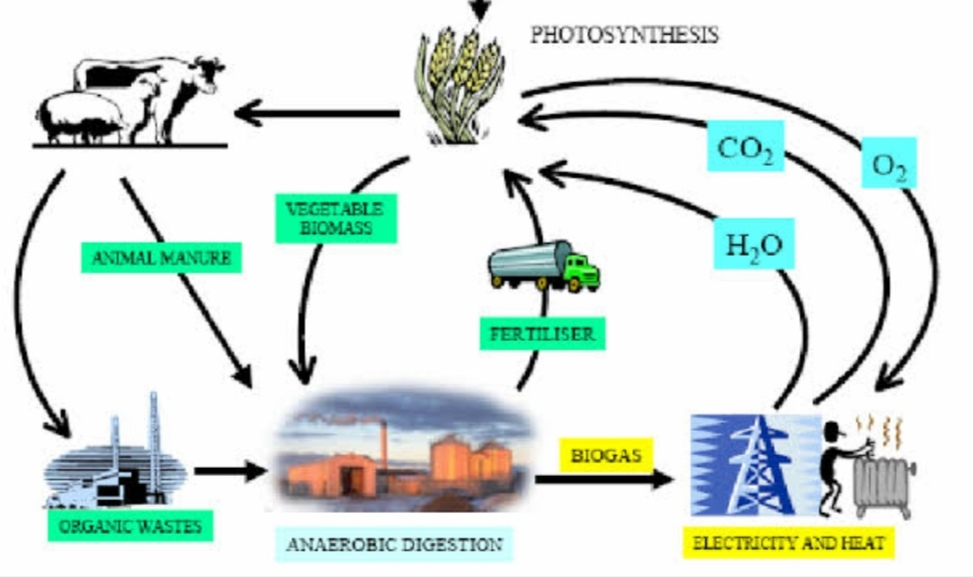 PHOTOSYNTHESIS
CO₂
O₂
VEGETABLE
BIOMASS
ANIMAL MANURE
H₂O
FERTILISER
BIOGAS
ORGANIC WASTES
ANAEROBIC DIGESTION
ELECTRICITY AND HEAT